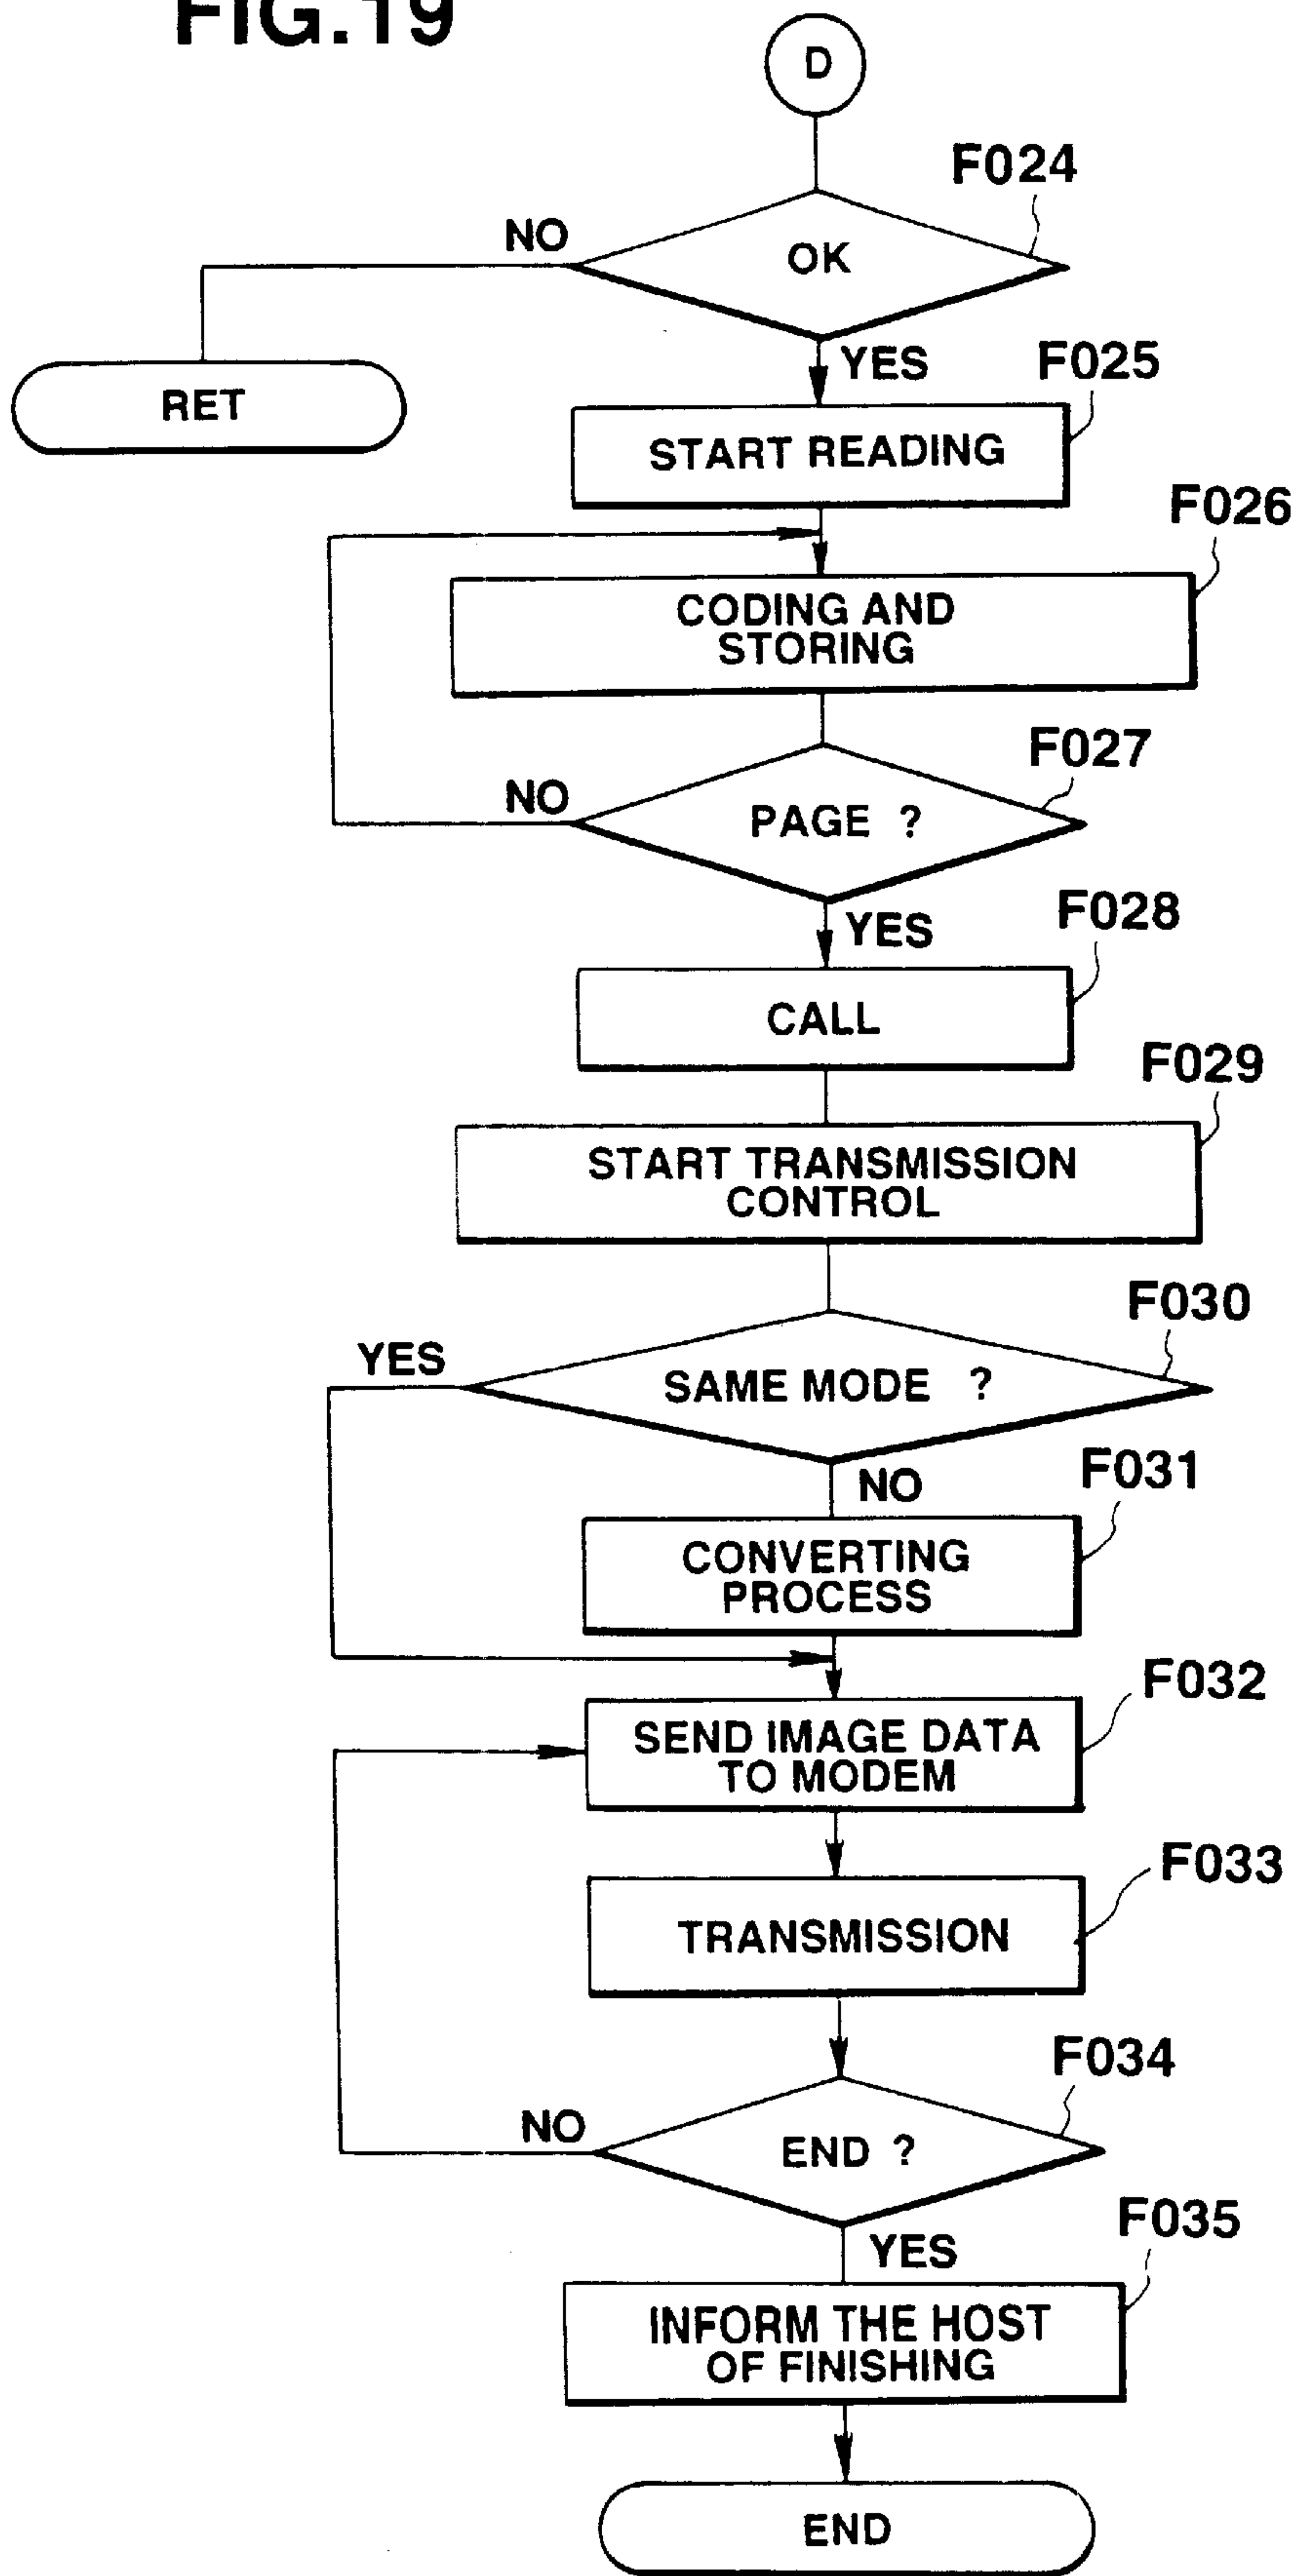 FIG.19
D
F024
NO
OK
YES
F025
RET
START READING
F026
CODING AND
STORING
F027
NO
PAGE ?
YES
F028
CALL
F029
START TRANSMISSION
CONTROL
F030
YES
SAME MODE ?
NO
F031
CONVERTING
PROCESS
F032
SEND IMAGE DATA
TO MODEM
F033
TRANSMISSION
F034
NO
END ?
YES
F035
INFORM THE HOST
OF FINISHING
END